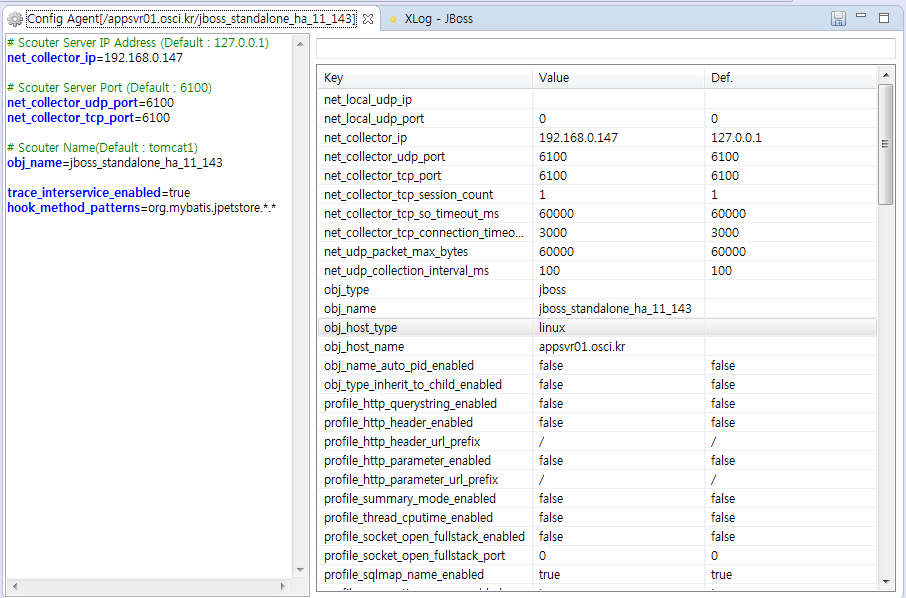 Config Agent[/appsvr01.osci.kr/jboss_standalone_ha_11_143] XLog - JBoss
# Scouter Server IP Address (Default : 127.0.0.1)
net_collector_ip=192.168.0.147
# Scouter Server Port (Default : 6100)
net_collector_udp_port=6100
net_collector_tcp_port=6100
# Scouter Name(Default : tomcat1)
obj_name=jboss_standalone_ha_11_143
trace_interservice_enabled=true
hook_method_patterns=org.mybatis.jpetstore.*.*
Key Value Def.
net_local_udp_ip
net_local_udp_port 0 0
net_collector_ip 192.168.0.147 127.0.0.1
net_collector_udp_port 6100 6100
net_collector_tcp_port 6100 6100
net_collector_tcp_session_count 1 1
net_collector_tcp_so_timeout_ms 60000 60000
net_collector_tcp_connection_timeo... 3000 3000
net_udp_packet_max_bytes 60000 60000
net_udp_collection_interval_ms 100 100
obj_type jboss
obj_name jboss_standalone_ha_11_143
obj_host_type linux
obj_host_name appsvr01.osci.kr
obj_name_auto_pid_enabled false false
obj_type_inherit_to_child_enabled false false
profile_http_querystring_enabled false false
profile_http_header_enabled false false
profile_http_header_url_prefix / /
profile_http_parameter_enabled false false
profile_http_parameter_url_prefix / /
profile_summary_mode_enabled false false
profile_thread_cputime_enabled false false
profile_socket_open_fullstack_enabled false false
profile_socket_open_fullstack_port 0 0
profile_sqlmap_name_enabled true true